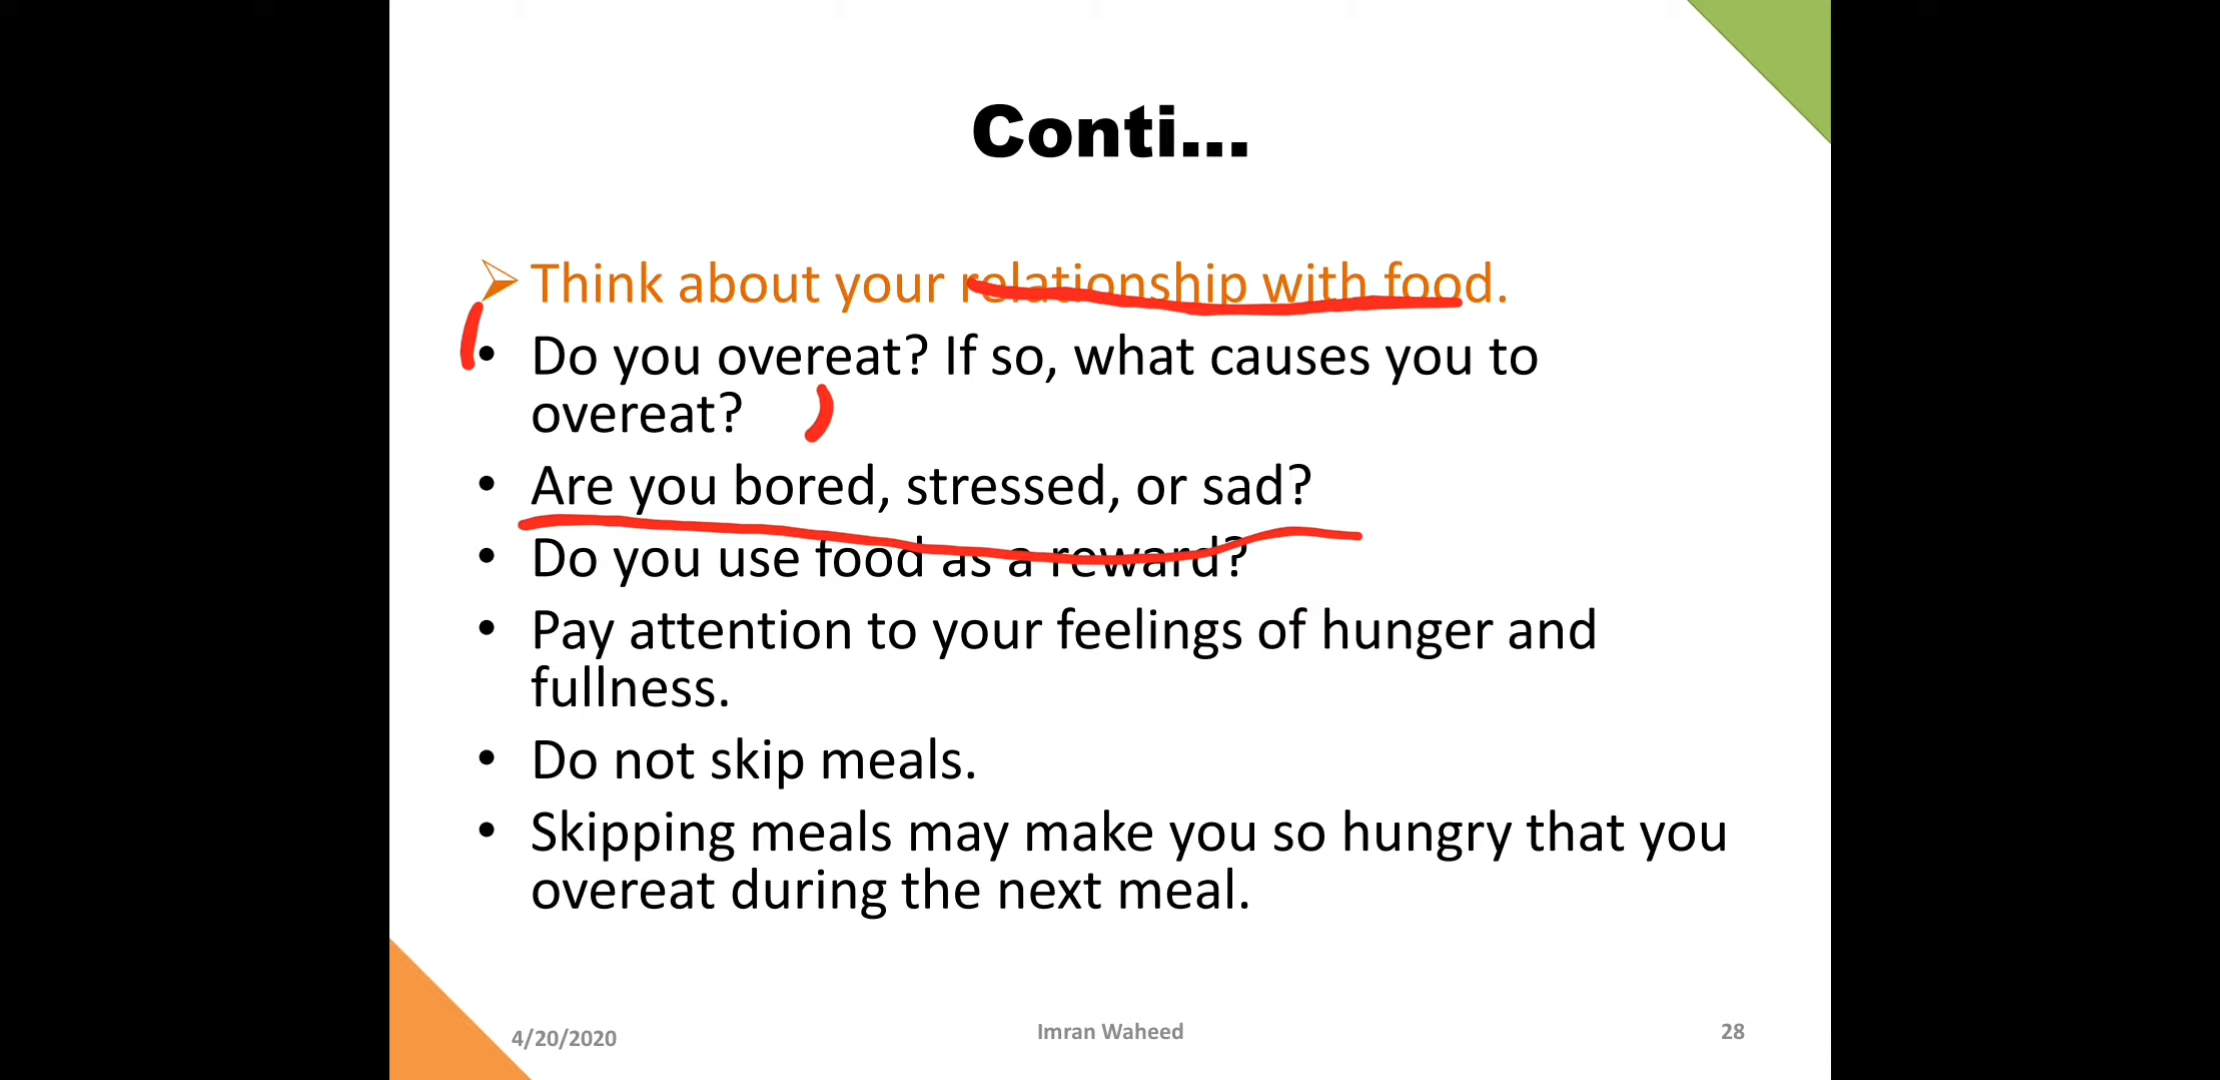 Conti...
Think about your relationship with food.
• Do you overeat? If so, what causes you to
overeat?
• Are you bored, stressed, or sad?
• Do you use food as a reward?
• Pay attention to your feelings of hunger and
fullness.
• Do not skip meals.
• Skipping meals may make you so hungry that you
overeat during the next meal.
4/20/2020
Imran Waheed
28